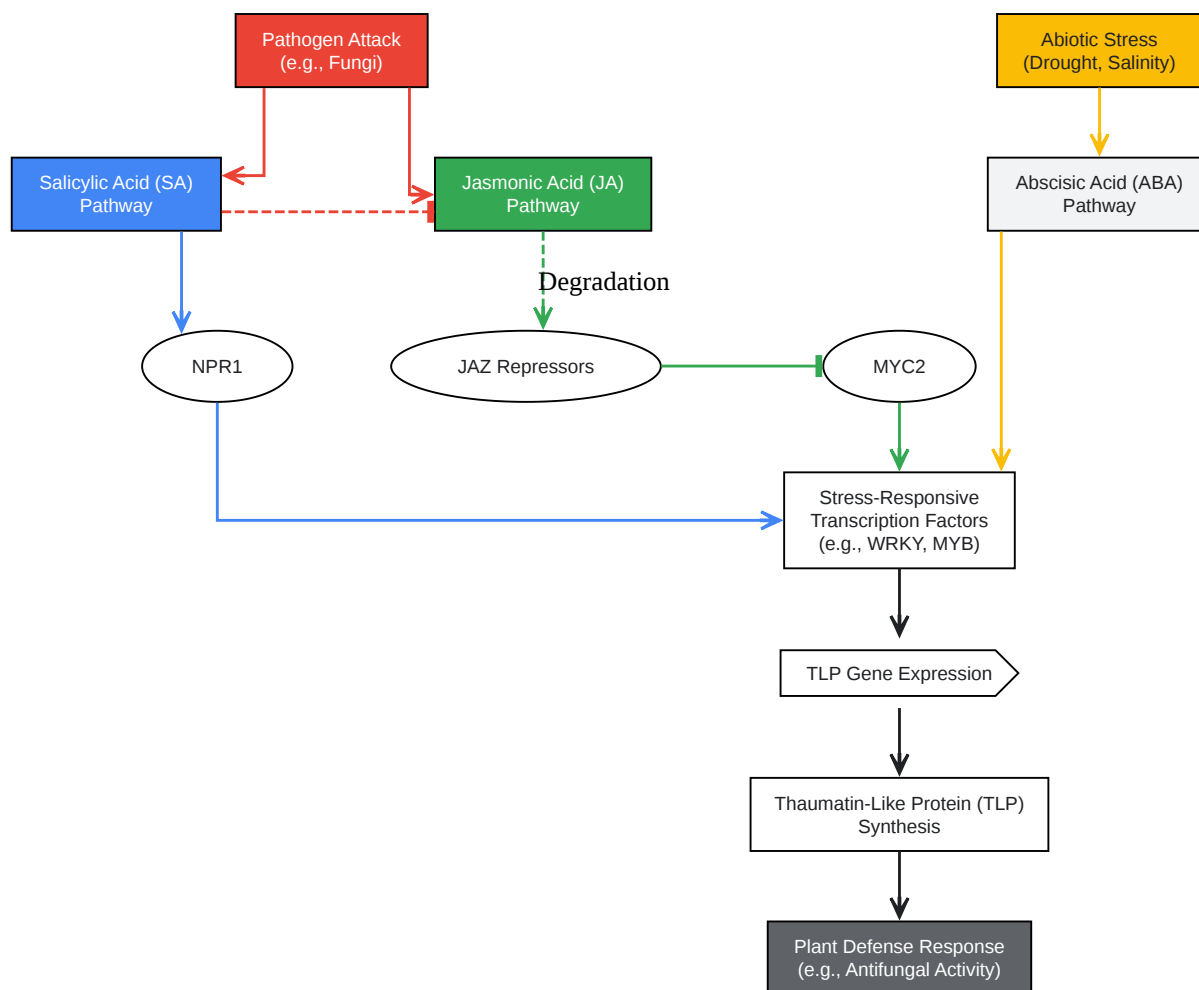 Pathogen Attack
(e.g., Fungi)
Abiotic Stress
(Drought, Salinity)
Salicylic Acid (SA)
Pathway
Jasmonic Acid (JA)
Pathway
Abscisic Acid (ABA)
Pathway
Degradation
NPR1
JAZ Repressors
MYC2
Stress-Responsive
Transcription Factors
(e.g., WRKY, MYB)
TLP Gene Expression
Thaumatin-Like Protein (TLP)
Synthesis
Plant Defense Response
(e.g., Antifungal Activity)